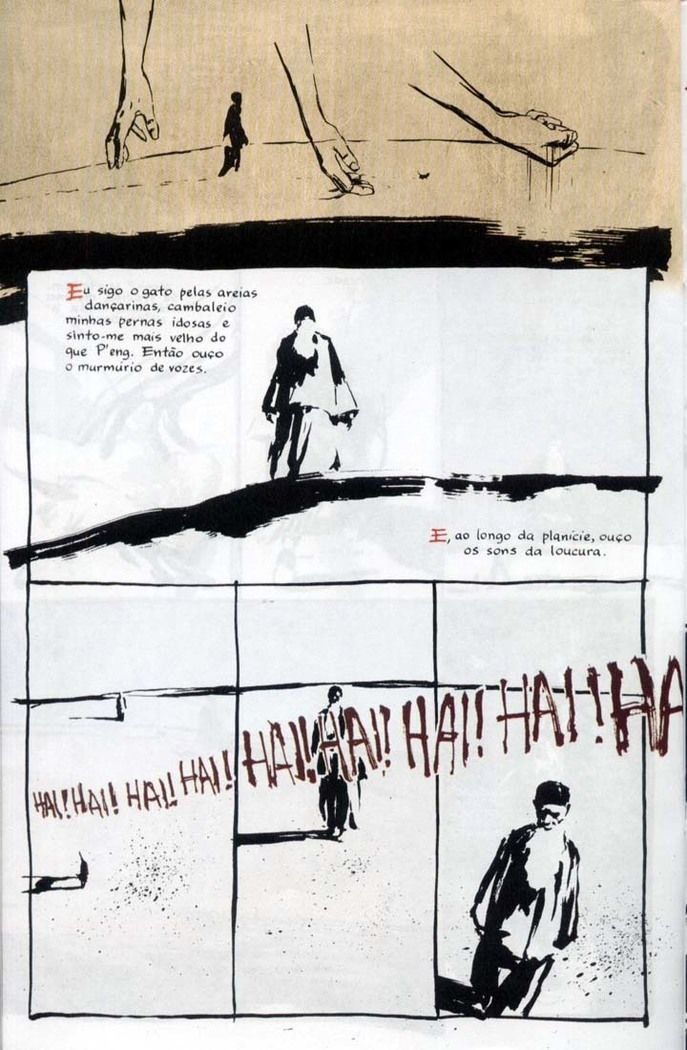 Eu sigo o gato pelas areias
dançarinas, cambaleio
minhas pernas idosas e
sinto-me mais velho do
que P'eng. Então ouço
o murmúrio de vozes.
E, ao longo da planície, ouço
os sons da loucura.
HAI! HAI! HAI! HAI! HAI! HAI! HAI! HAI! HA